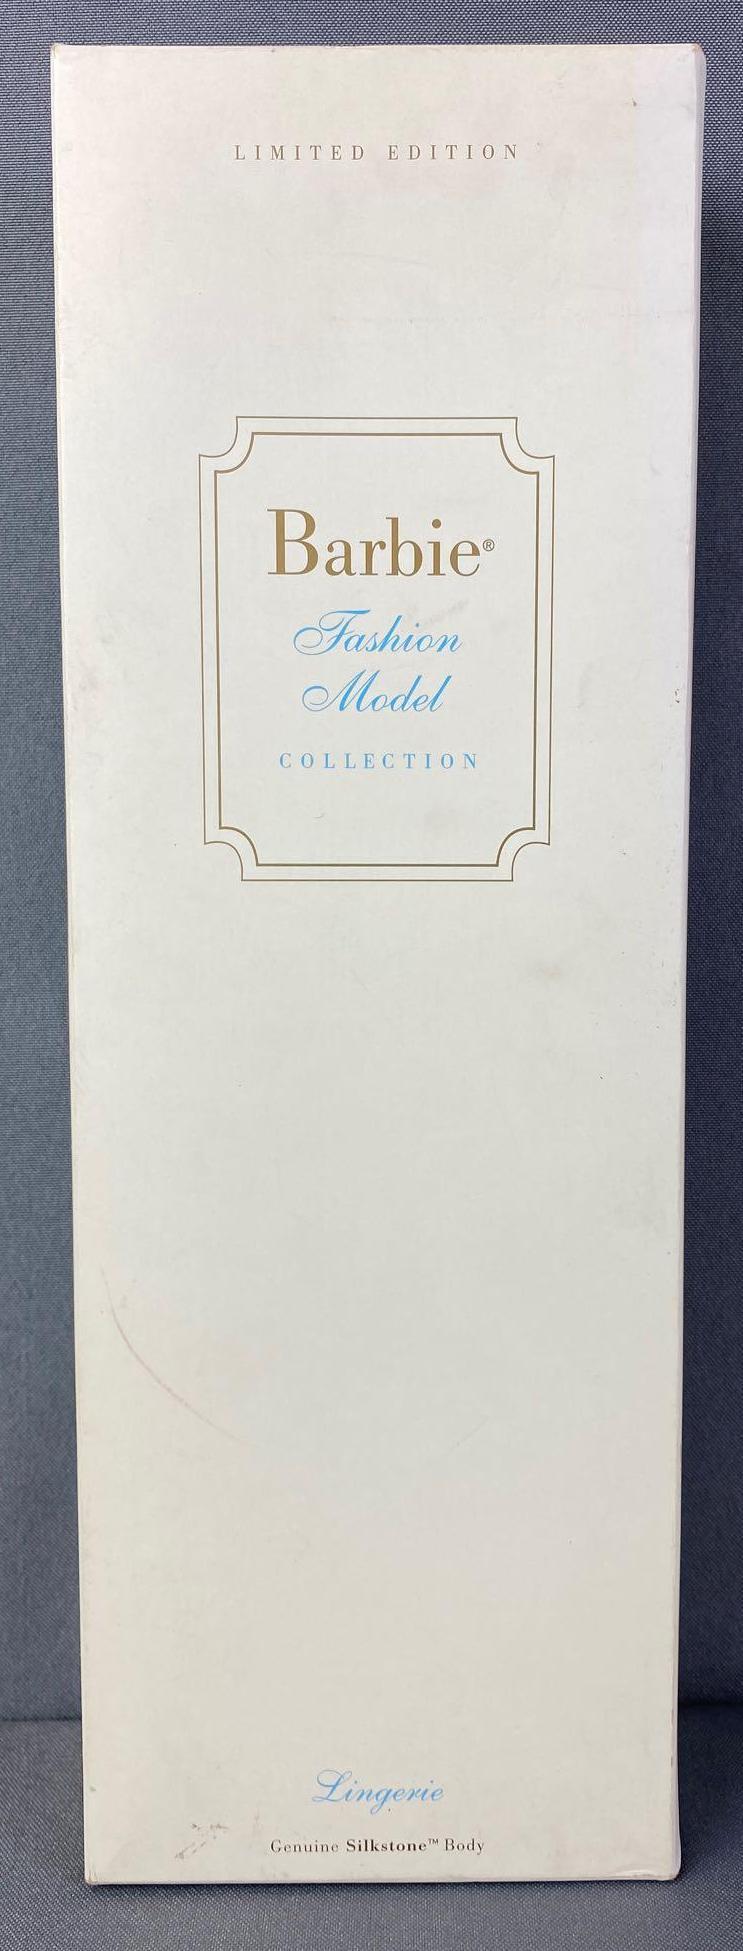 LIMITED EDITION
Barbie®
Fashion
Model
COLLECTION
Lingerie
Genuine Silkstone™ Body